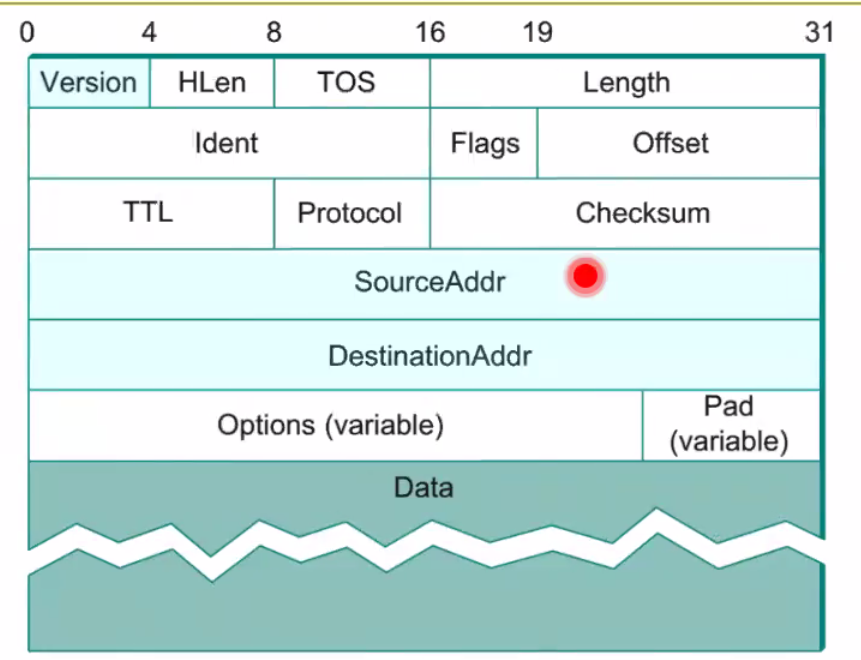 0 4 8 16 19 31
Version HLen TOS Length
Ident Flags Offset
TTL Protocol Checksum
SourceAddr
DestinationAddr
Options (variable) Pad (variable)
Data